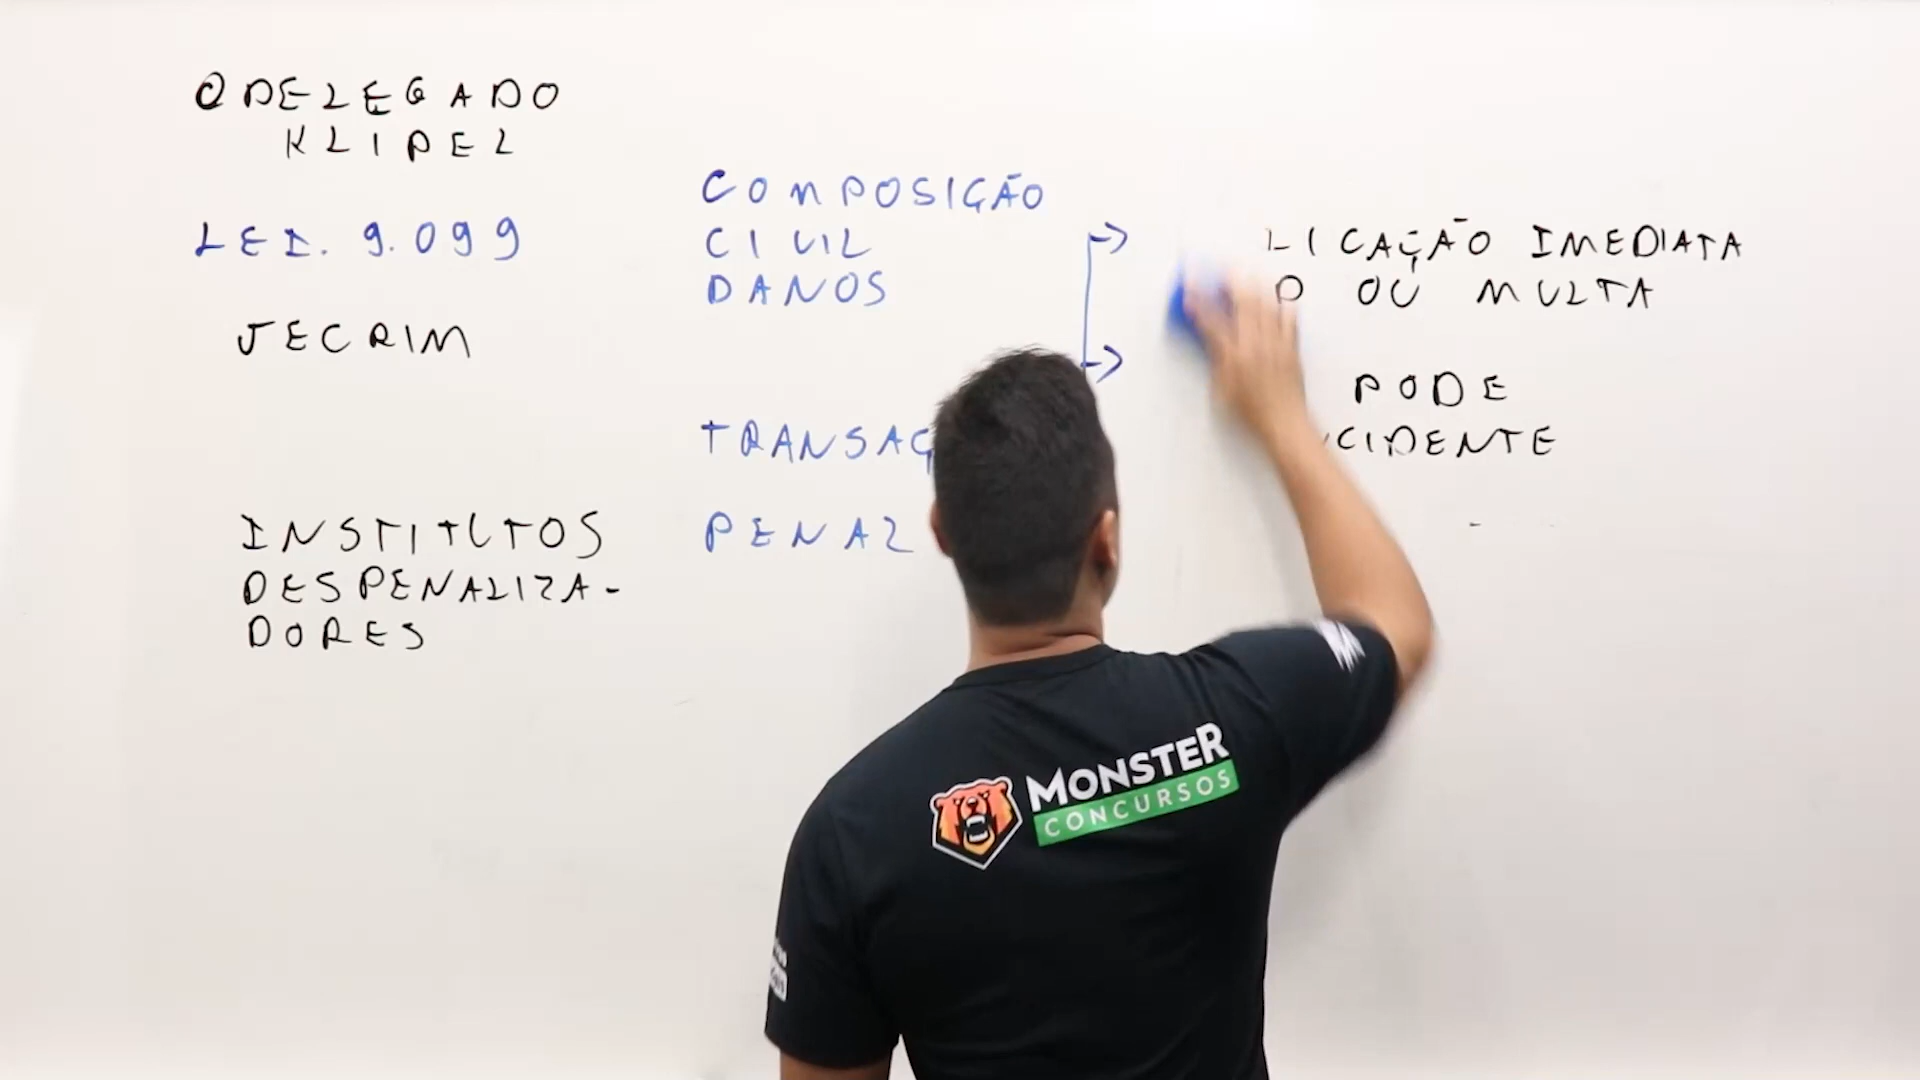 @DELEGADO
KLIPEL
LEI. 9.099
JECRIM
INSTITUTOS
DESPENALIZA-
DORES
COMPOSIÇÃO
CIVIL
DANOS
TRANSAÇ
PENAL
LICAÇÃO IMEDIATA
D OU MULTA
PODE
CIDENTE
MONSTER
CONCURSOS